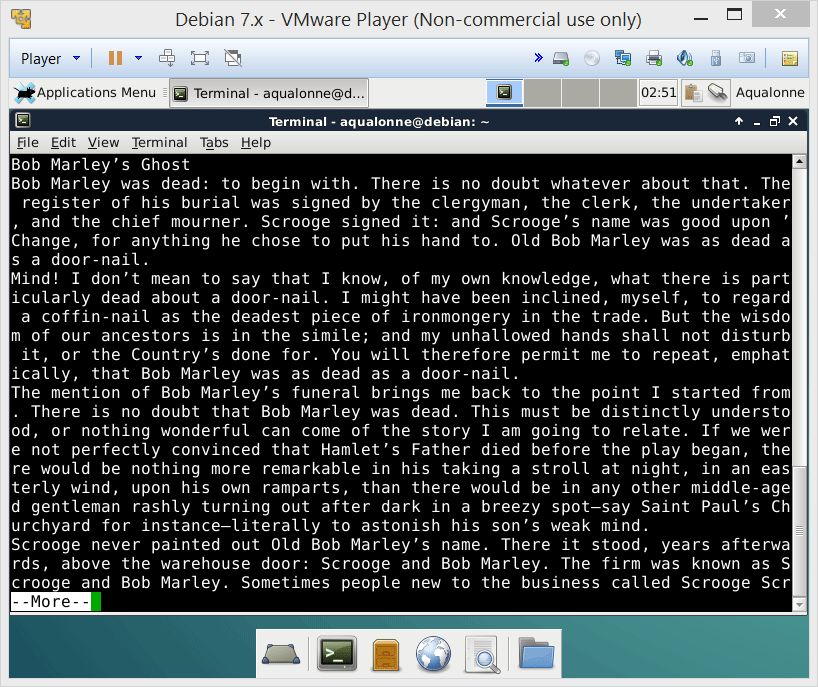 Debian 7.x - VMware Player (Non-commercial use only)
Player
Applications Menu
Terminal - aqualonne@d...
02:51
Aqualonne
Terminal - aqualonne@debian: ~
File Edit View Terminal Tabs Help
Bob Marley’s Ghost
Bob Marley was dead: to begin with. There is no doubt whatever about that. The
 register of his burial was signed by the clergyman, the clerk, the undertaker
, and the chief mourner. Scrooge signed it: and Scrooge’s name was good upon ’
Change, for anything he chose to put his hand to. Old Bob Marley was as dead a
s a door-nail.
Mind! I don’t mean to say that I know, of my own knowledge, what there is part
icularly dead about a door-nail. I might have been inclined, myself, to regard
 a coffin-nail as the deadest piece of ironmongery in the trade. But the wisdo
m of our ancestors is in the simile; and my unhallowed hands shall not disturb
 it, or the Country’s done for. You will therefore permit me to repeat, emphat
ically, that Bob Marley was as dead as a door-nail.
The mention of Bob Marley’s funeral brings me back to the point I started from
. There is no doubt that Bob Marley was dead. This must be distinctly understo
od, or nothing wonderful can come of the story I am going to relate. If we wer
e not perfectly convinced that Hamlet’s Father died before the play began, the
re would be nothing more remarkable in his taking a stroll at night, in an eas
terly wind, upon his own ramparts, than there would be in any other middle-age
d gentleman rashly turning out after dark in a breezy spot—say Saint Paul’s Ch
urchyard for instance—literally to astonish his son’s weak mind.
Scrooge never painted out Old Bob Marley’s name. There it stood, years afterwa
rds, above the warehouse door: Scrooge and Bob Marley. The firm was known as S
crooge and Bob Marley. Sometimes people new to the business called Scrooge Scr
--More--